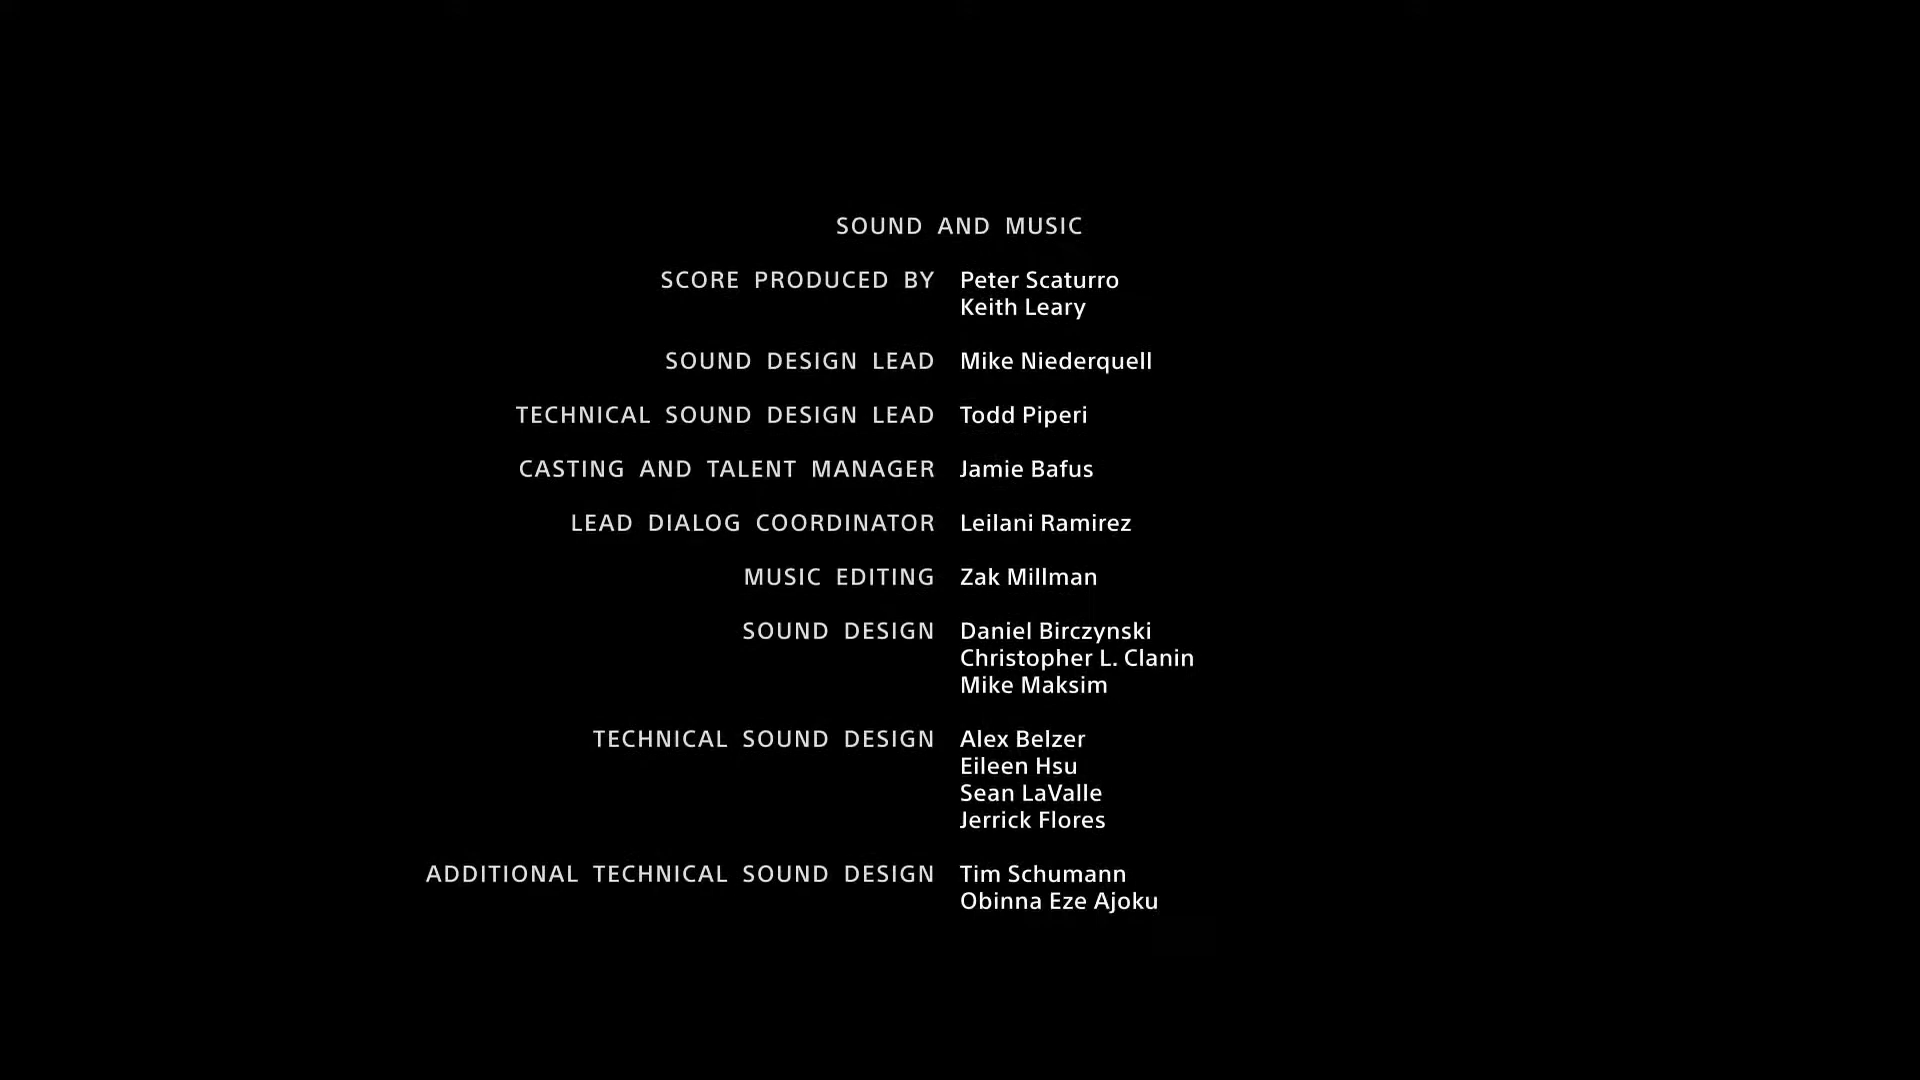 SOUND AND MUSIC
SCORE PRODUCED BY Peter Scaturro
Keith Leary
SOUND DESIGN LEAD Mike Niederquell
TECHNICAL SOUND DESIGN LEAD Todd Piperi
CASTING AND TALENT MANAGER Jamie Bafus
LEAD DIALOG COORDINATOR Leilani Ramirez
MUSIC EDITING Zak Millman
SOUND DESIGN Daniel Birczynski
Christopher L. Clanin
Mike Maksim
TECHNICAL SOUND DESIGN Alex Belzer
Eileen Hsu
Sean LaValle
Jerrick Flores
ADDITIONAL TECHNICAL SOUND DESIGN Tim Schumann
Obinna Eze Ajoku